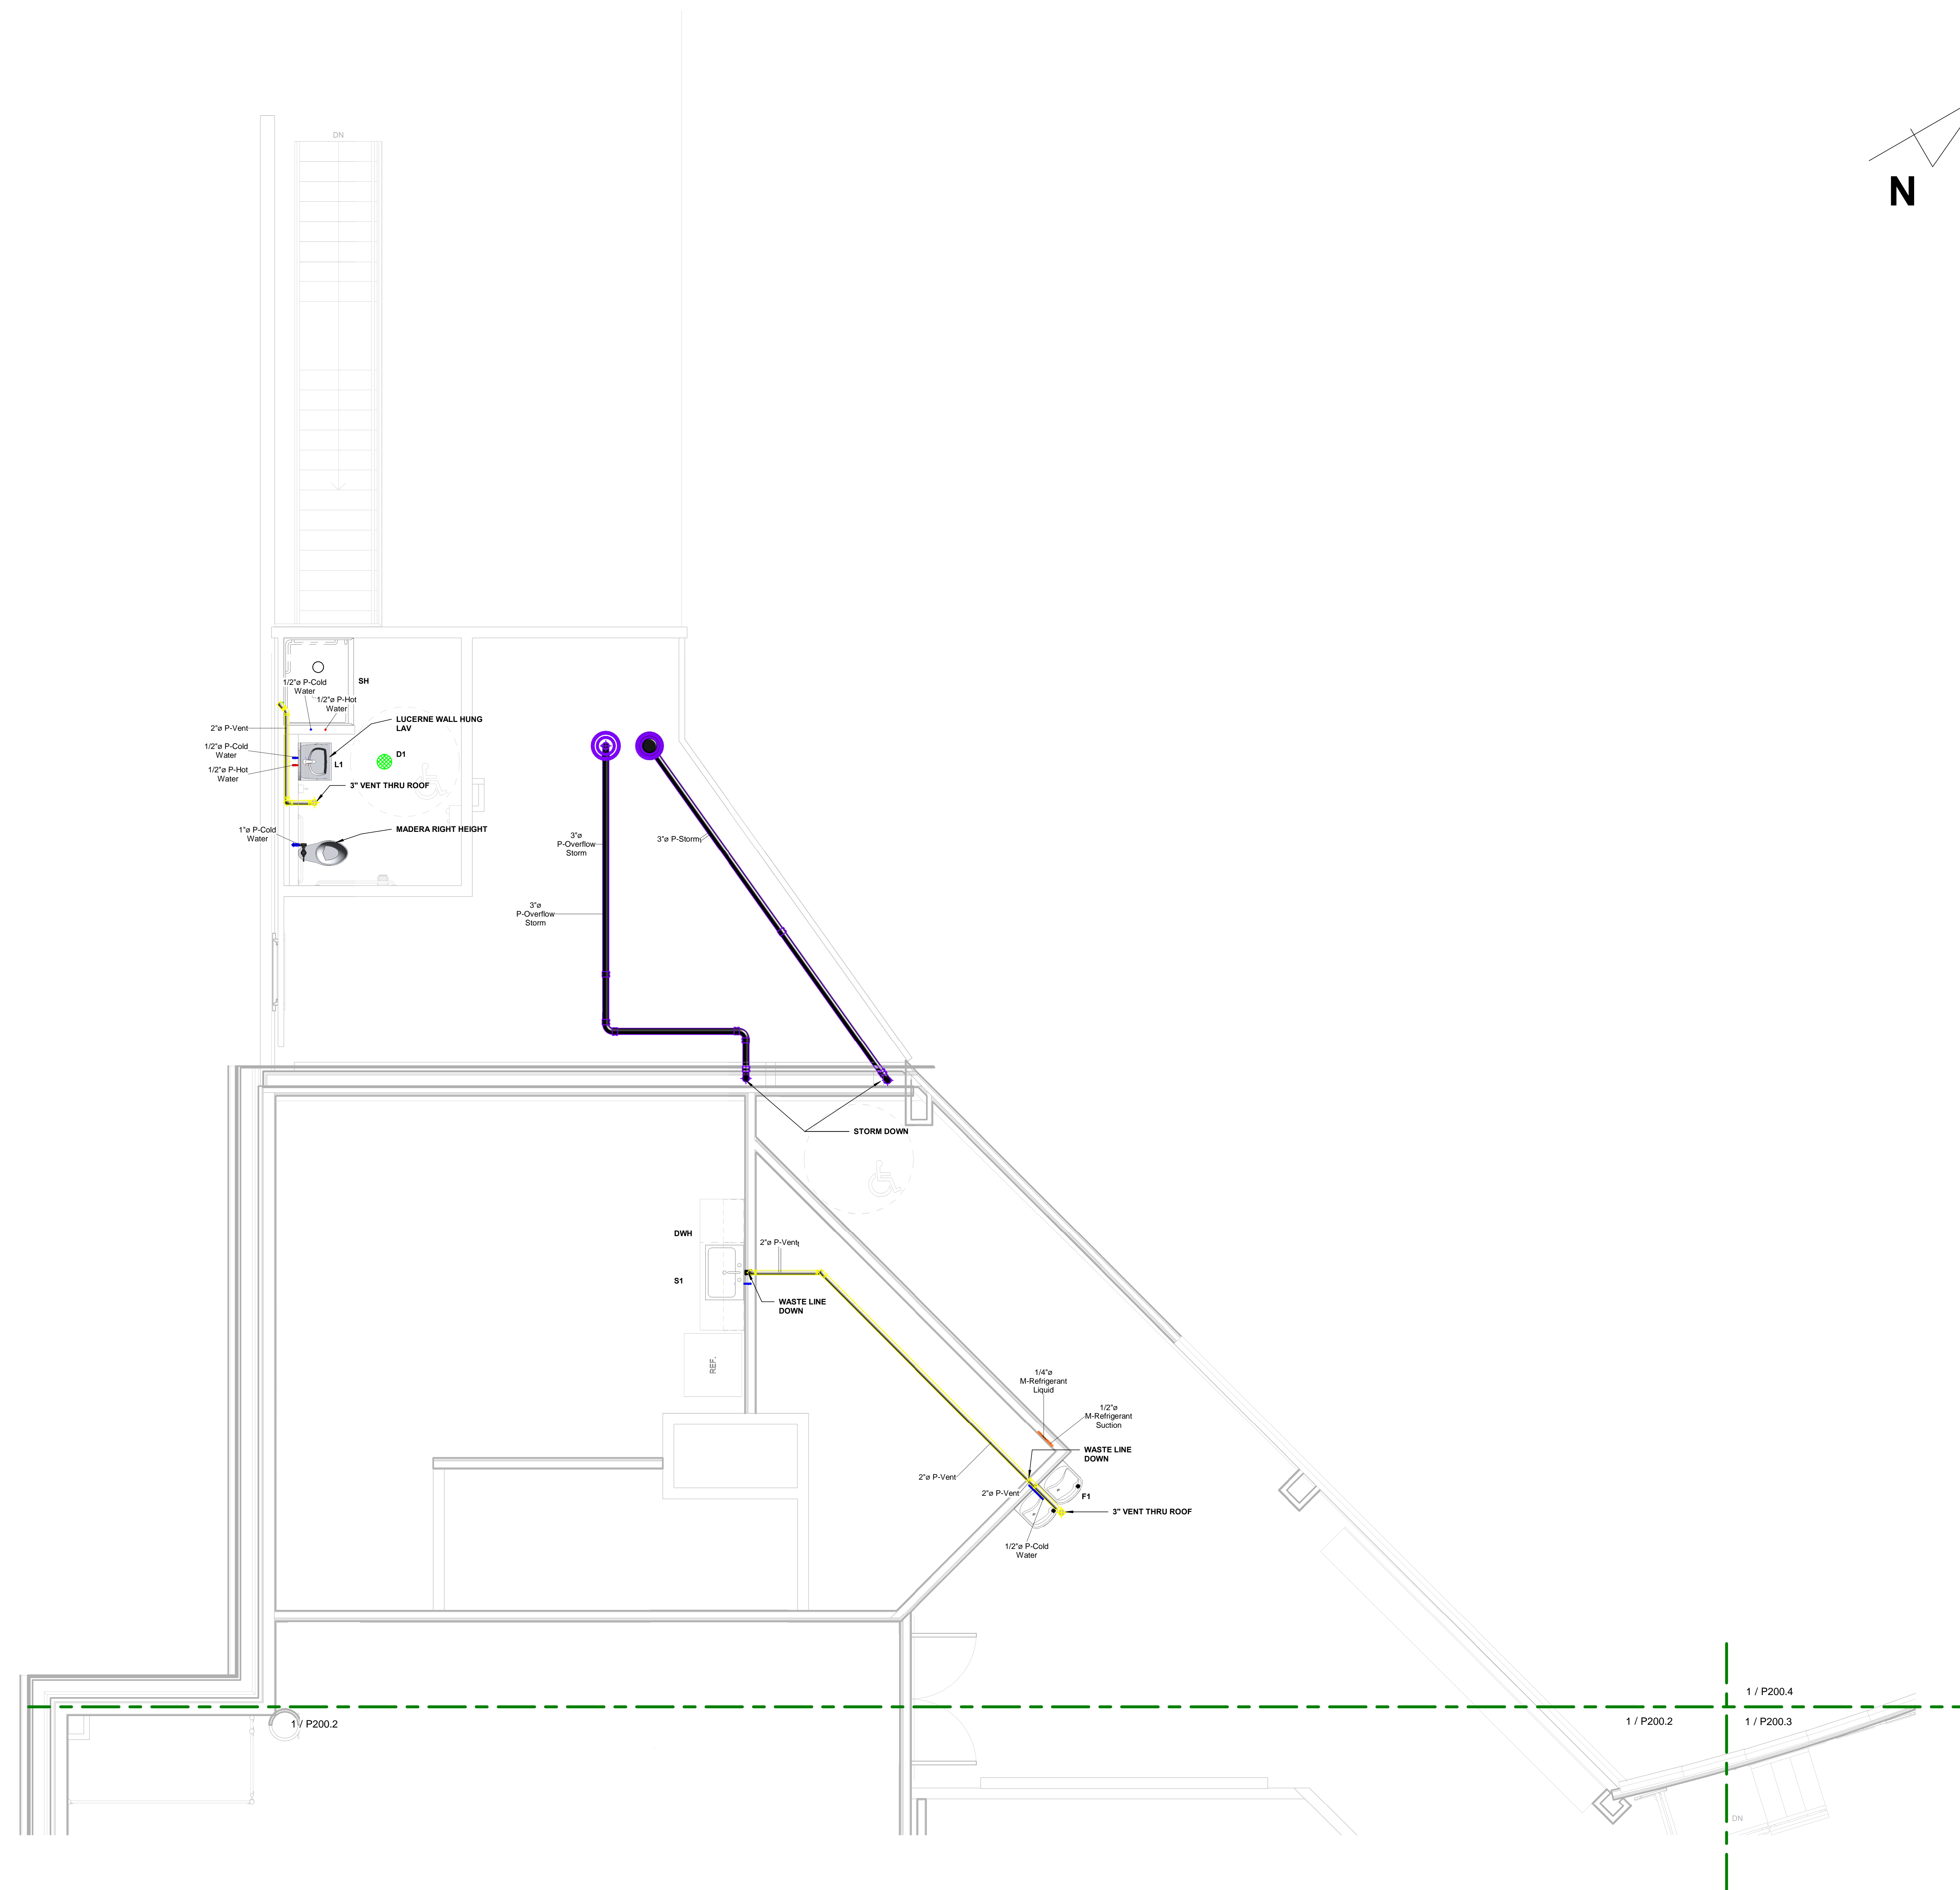 N
DN
1/2"ø P-Cold
Water
SH
1/2"ø P-Hot
Water
LUCERNE WALL HUNG
LAV
2"ø P-Vent
1/2"ø P-Cold
Water
D1
L1
1/2"ø P-Hot
Water
3" VENT THRU ROOF
1"ø P-Cold
Water
MADERA RIGHT HEIGHT
3"ø
P-Overflow
Storm
3"ø P-Storm
3"ø
P-Overflow
Storm
STORM DOWN
DWH
2"ø P-Vent
S1
WASTE LINE
DOWN
REF.
1/4"ø
M-Refrigerant
Liquid
1/2"ø
M-Refrigerant
Suction
WASTE LINE
DOWN
2"ø P-Vent
2"ø P-Vent
F1
3" VENT THRU ROOF
1/2"ø P-Cold
Water
1 / P200.4
1 / P200.2
1 / P200.2
1 / P200.3
DN